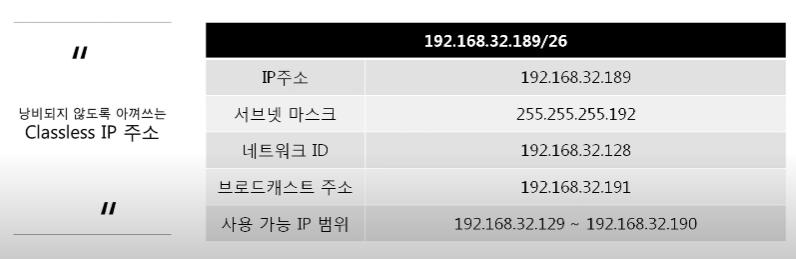 “
낭비되지 않도록 아껴쓰는
Classless IP 주소
”
192.168.32.189/26
IP주소 192.168.32.189
서브넷 마스크 255.255.255.192
네트워크 ID 192.168.32.128
브로드캐스트 주소 192.168.32.191
사용 가능 IP 범위 192.168.32.129 ~ 192.168.32.190